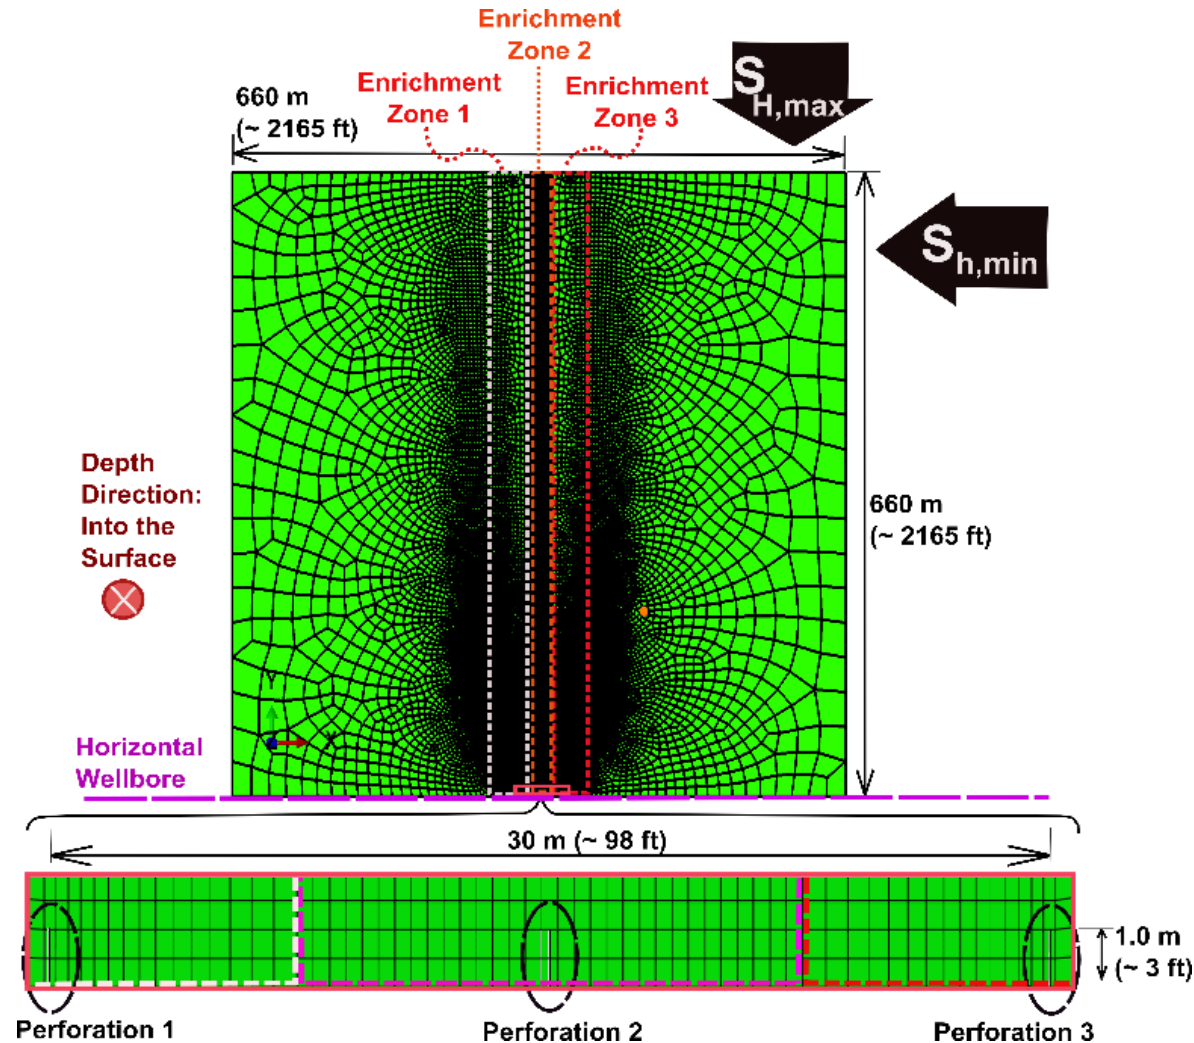 Enrichment
Zone 2
Enrichment
Zone 1
Enrichment
Zone 3
SH,max
660 m
(~ 2165 ft)
Sh,min
Depth
Direction:
Into the
Surface
660 m
(~ 2165 ft)
Y
X
Horizontal
Wellbore
30 m (~ 98 ft)
1.0 m
(~ 3 ft)
Perforation 1
Perforation 2
Perforation 3